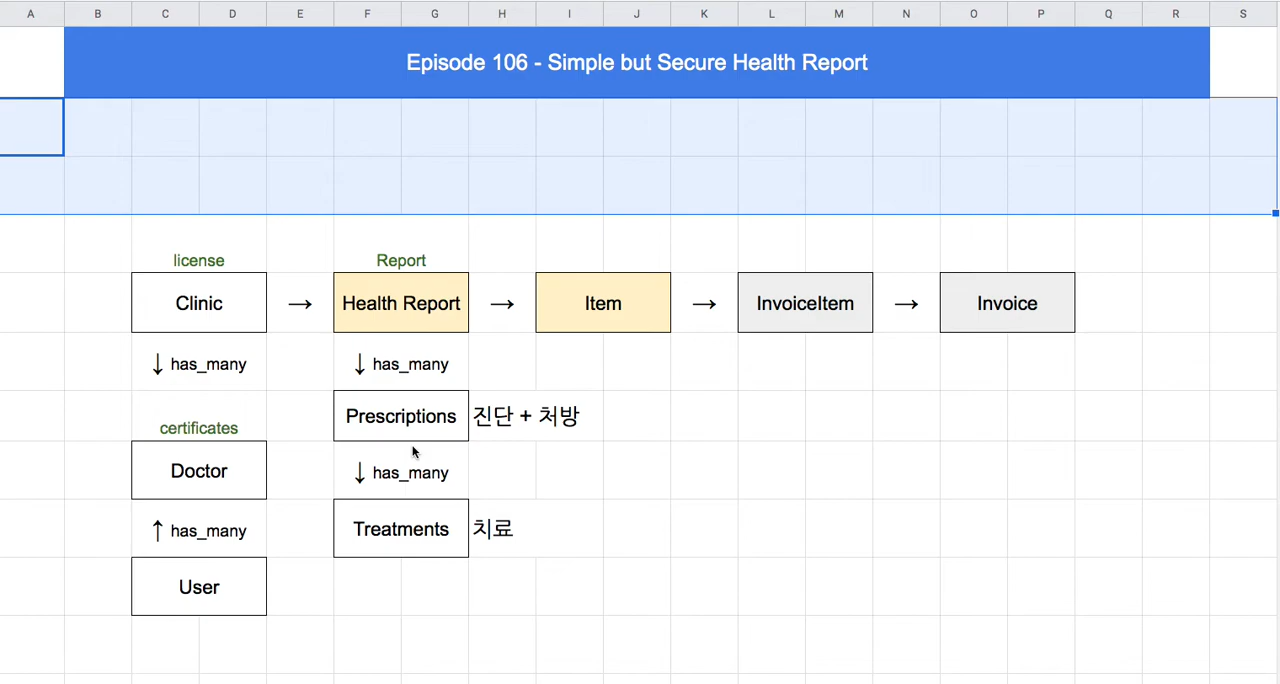 A B C D E F G H I J K L M N O P Q R S
Episode 106 - Simple but Secure Health Report
license
Report
Clinic → Health Report → Item → InvoiceItem → Invoice
↓ has_many
↓ has_many
Prescriptions 진단 + 처방
certificates
Doctor
↓ has_many
↑ has_many
Treatments 치료
User